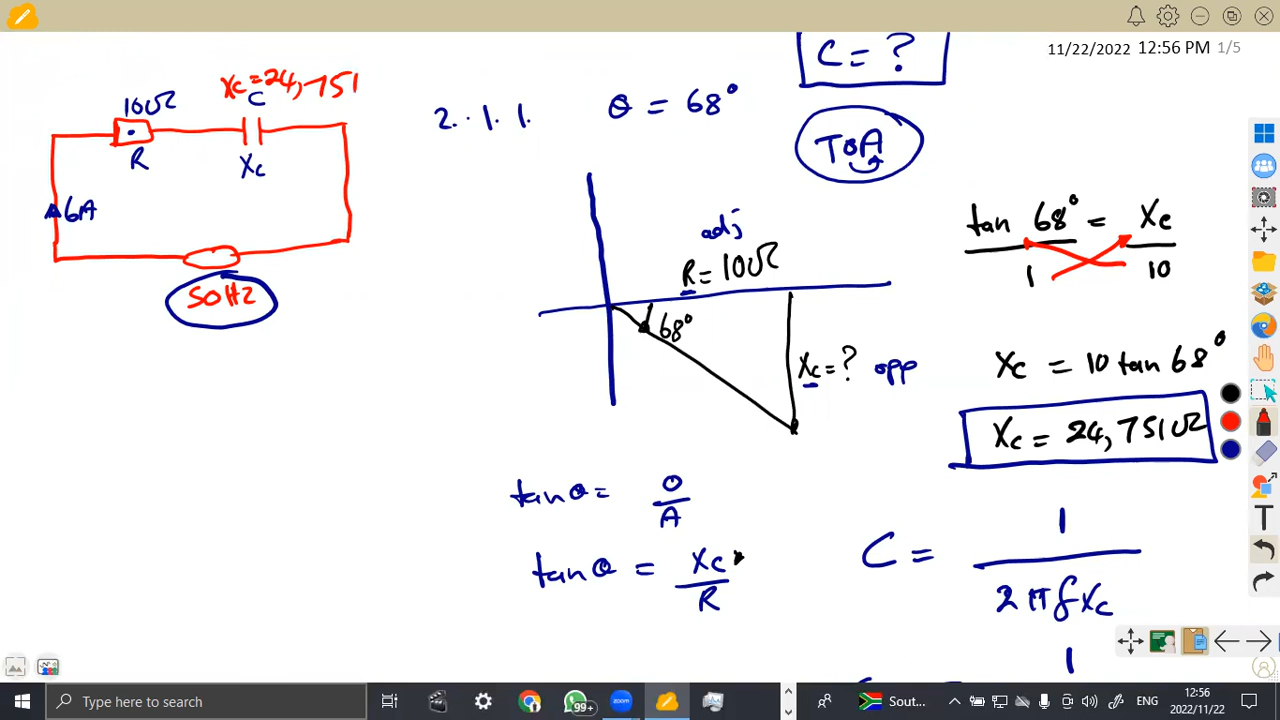 11/22/2022 12:56 PM 1/5
C = ?
TOA
Xc = 24,751
10Ω
C
R
Xc
6A
50Hz
2.1.1. θ = 68°
adj
R = 10Ω
68°
Xc = ? opp
tan 68° = Xc
1 10
Xc = 10 tan 68°
Xc = 24,751Ω
tanθ = O
A
tanθ = Xc
R
C = 1
2πfXc
1
T
Type here to search
99+
Sout...
ENG
12:56
2022/11/22